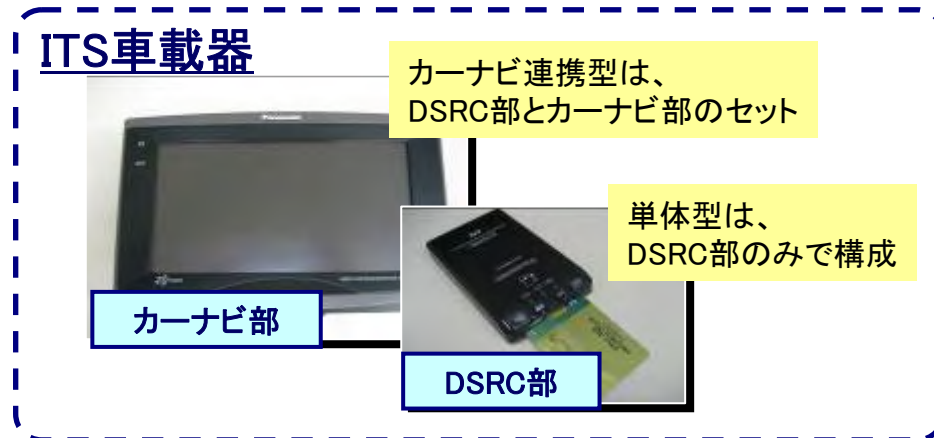 ITS車載器
カーナビ連携型は、
DSRC部とカーナビ部のセット
単体型は、
DSRC部のみで構成
カーナビ部
DSRC部
Panasonic